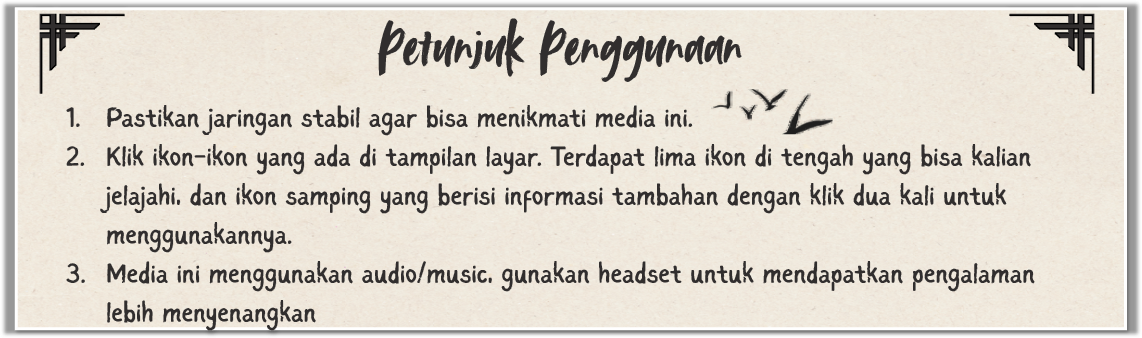 Petunjuk Penggunaan
1. Pastikan jaringan stabil agar bisa menikmati media ini.
2. Klik ikon-ikon yang ada di tampilan layar. Terdapat lima ikon di tengah yang bisa kalian
jelajahi. dan ikon samping yang berisi informasi tambahan dengan klik dua kali untuk
menggunakannya.
3. Media ini menggunakan audio/music. gunakan headset untuk mendapatkan pengalaman
lebih menyenangkan